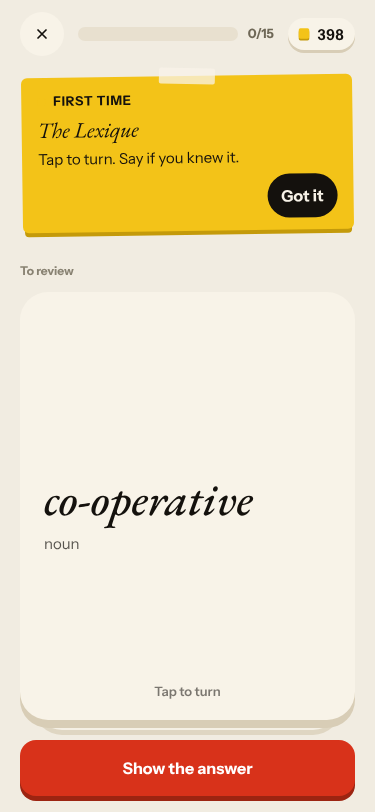 ×
0/15
398
FIRST TIME
The Lexique
Tap to turn. Say if you knew it.
Got it
To review
co-operative
noun
Tap to turn
Show the answer